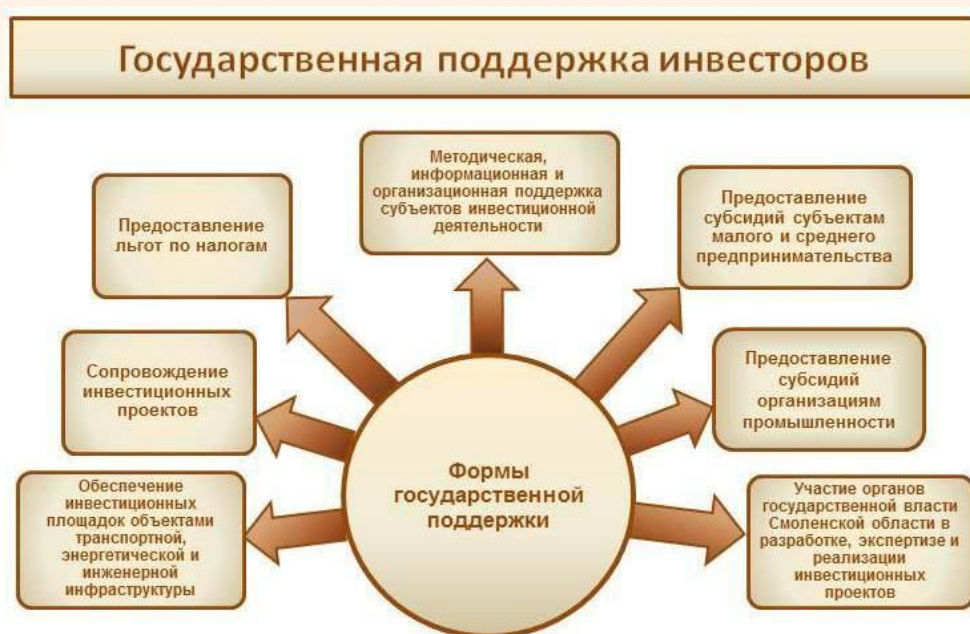 Государственная поддержка инвесторов
Методическая,
информационная и
организационная поддержка
субъектов инвестиционной
деятельности
Предоставление
льгот по налогам
Предоставление
субсидий субъектам
малого и среднего
предпринимательства
Сопровождение
инвестиционных
проектов
Предоставление
субсидий
организациям
промышленности
Формы
государственной
поддержки
Обеспечение
инвестиционных
площадок объектами
транспортной,
энергетической и
инженерной
инфраструктуры
Участие органов
государственной власти
Смоленской области в
разработке, экспертизе и
реализации
инвестиционных
проектов